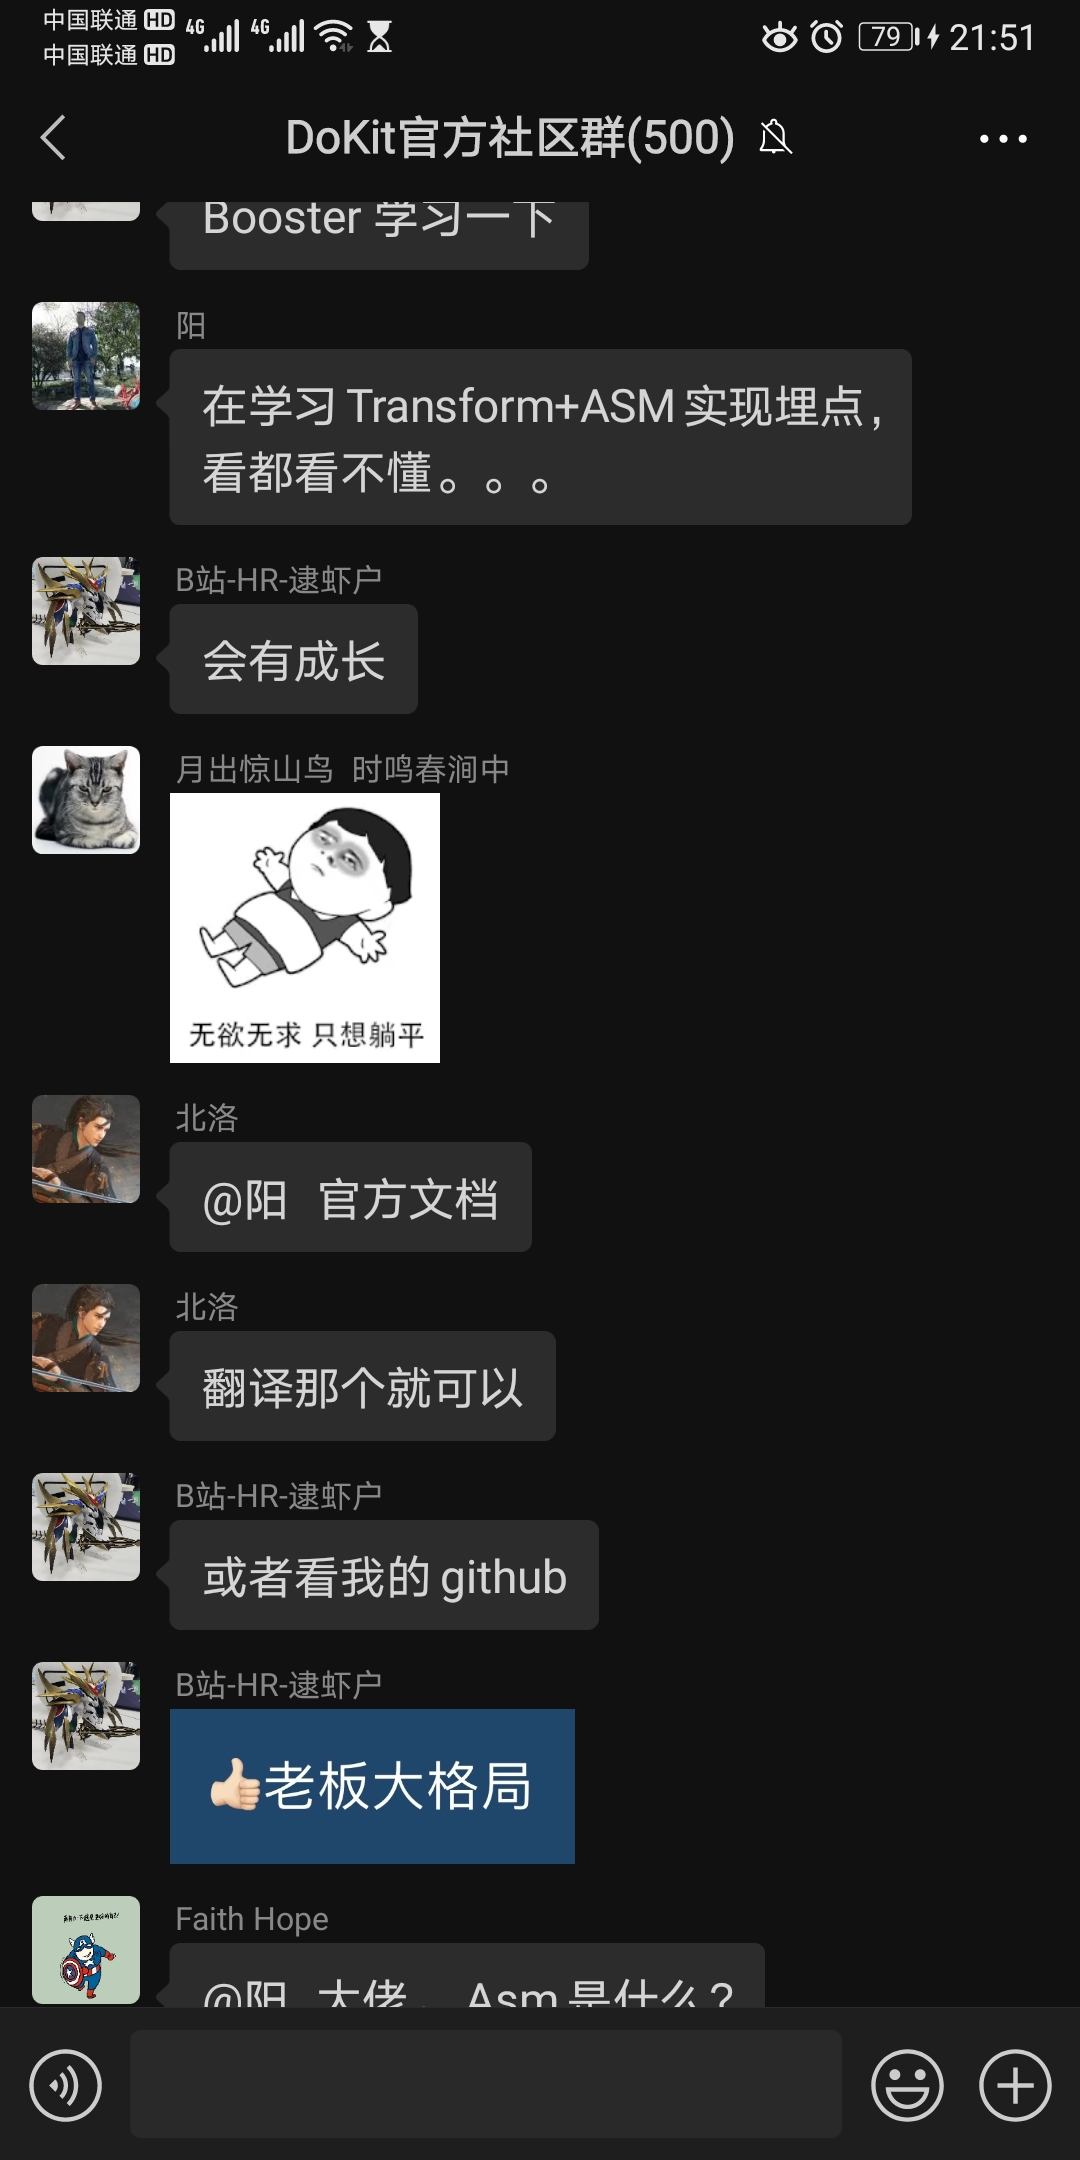 中国联通 HD 4G 4G 79 21:51
中国联通 HD
DoKit官方社区群(500)
Booster 学习一下
阳
在学习 Transform+ASM 实现埋点，
看都看不懂。。。
B站-HR-逮虾户
会有成长
月出惊山鸟 时鸣春涧中
无欲无求 只想躺平
北洛
@阳 官方文档
北洛
翻译那个就可以
B站-HR-逮虾户
或者看我的 github
B站-HR-逮虾户
👍🏻老板大格局
Faith Hope
@阳 大佬， Asm 是什么？